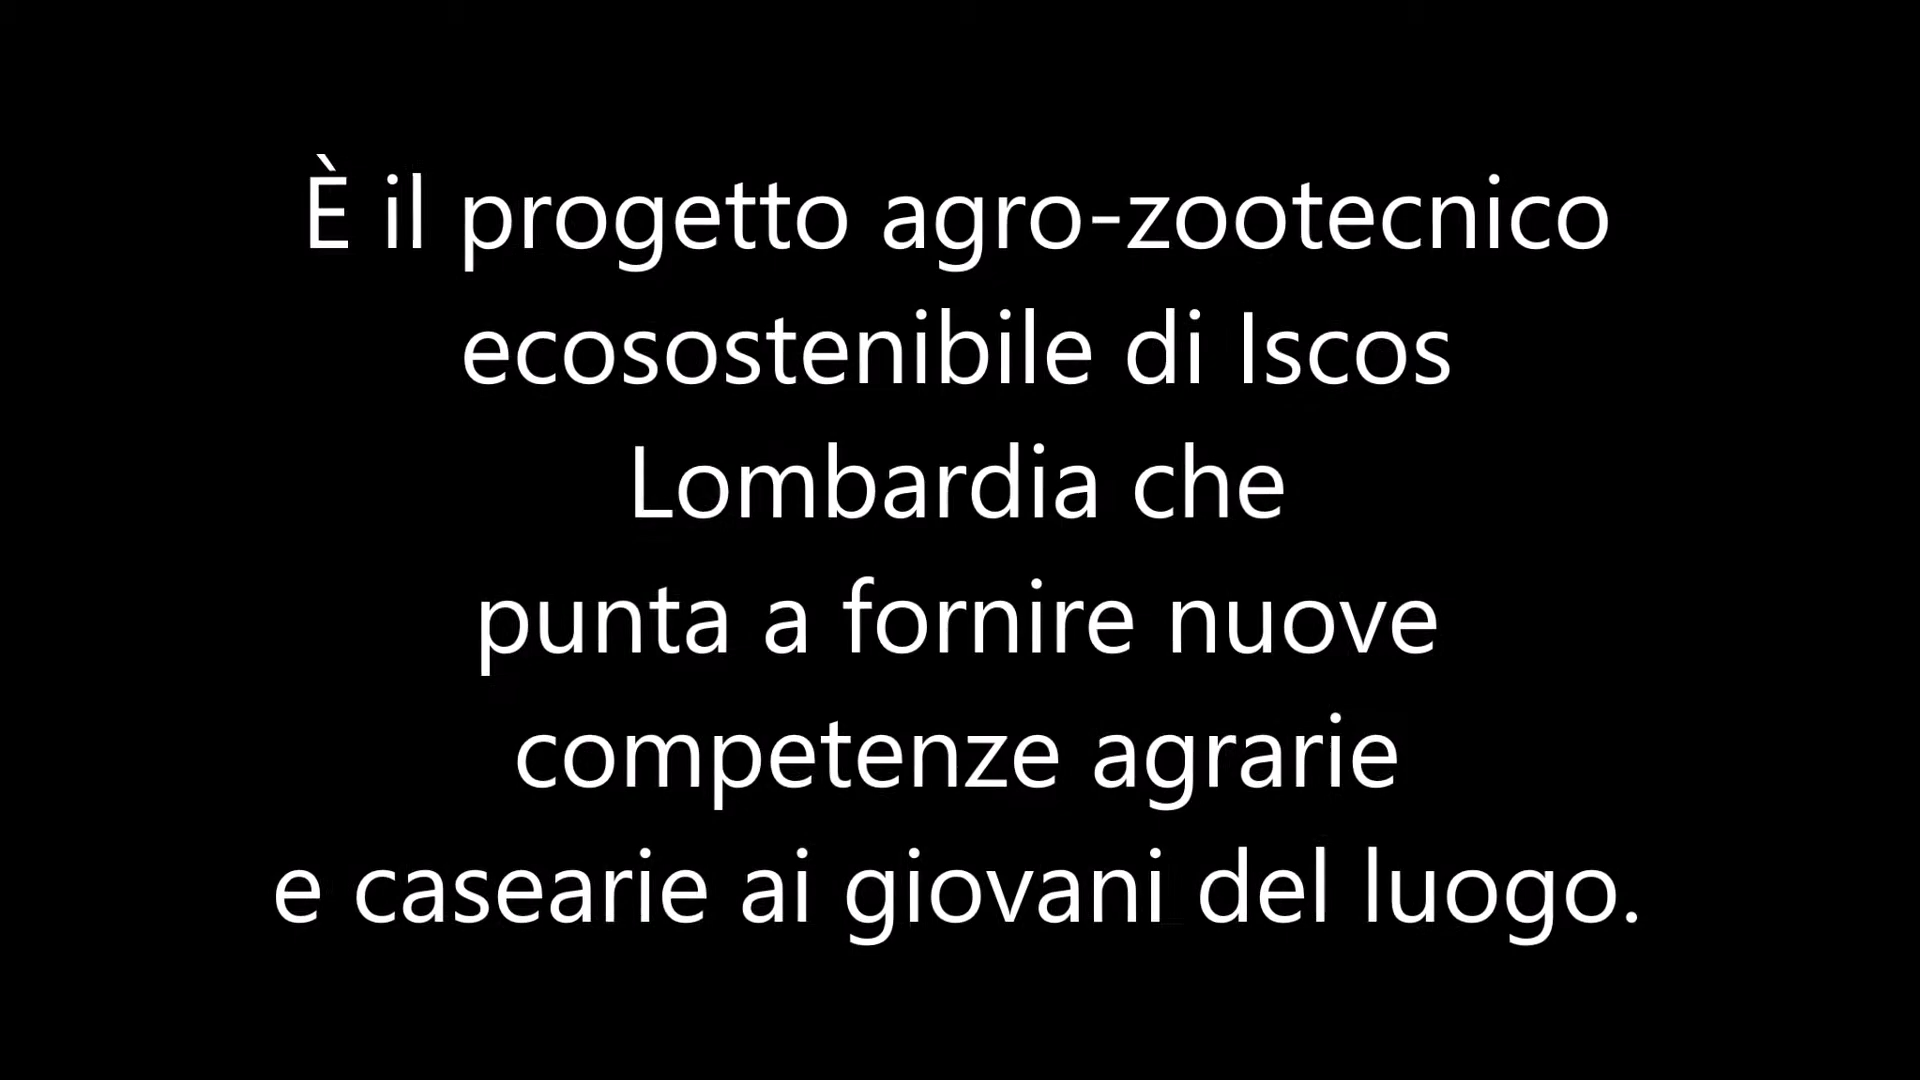 È il progetto agro-zootecnico
ecosostenibile di Iscos
Lombardia che
punta a fornire nuove
competenze agrarie
e casearie ai giovani del luogo.